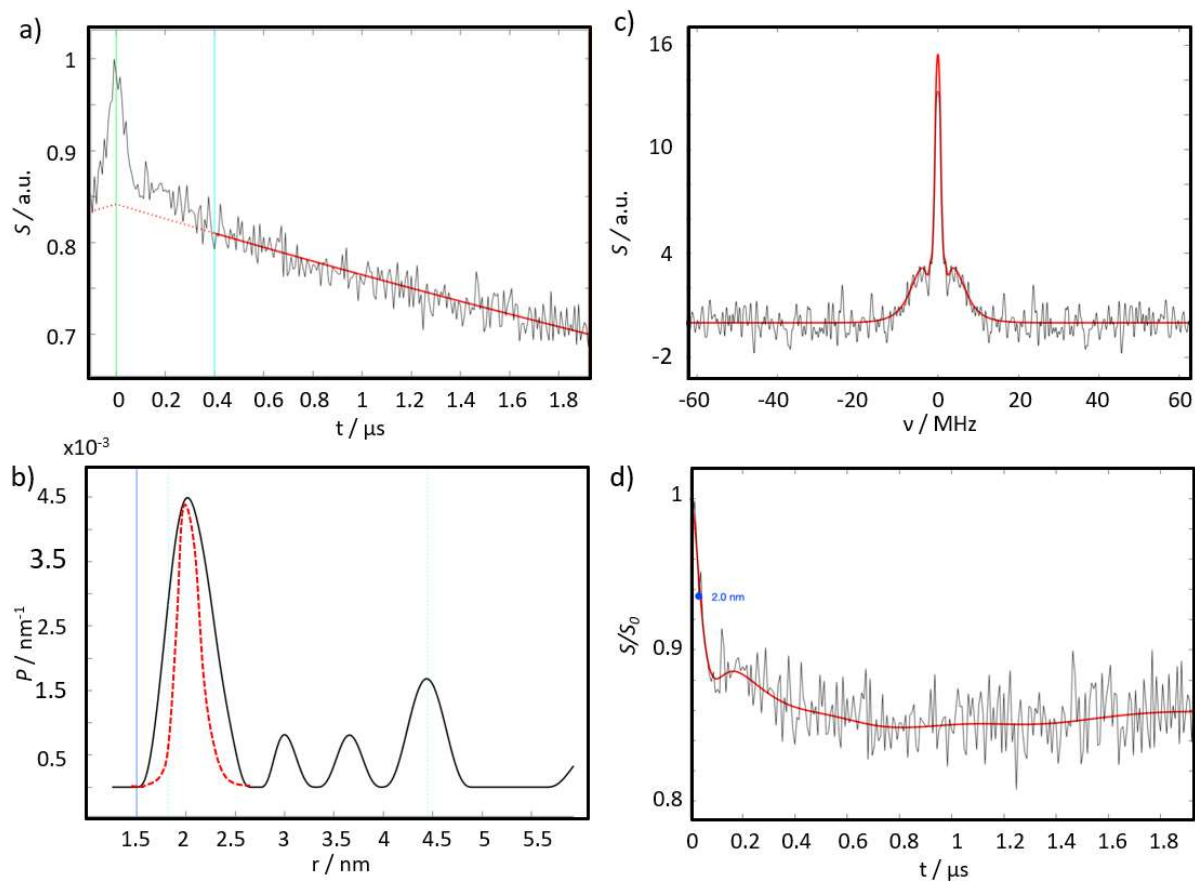 a)
1
0.9
0.8
0.7
S / a.u.
0 0.2 0.4 0.6 0.8 1 1.2 1.4 1.6 1.8
t / μs
c)
16
10
4
-2
S / a.u.
-60 -40 -20 0 20 40 60
ν / MHz
x10-3
b)
4.5
3.5
2.5
1.5
0.5
P / nm-1
1.5 2 2.5 3 3.5 4 4.5 5 5.5
r / nm
d)
1
0.9
0.8
S/S0
2.0 nm
0 0.2 0.4 0.6 0.8 1 1.2 1.4 1.6 1.8
t / μs